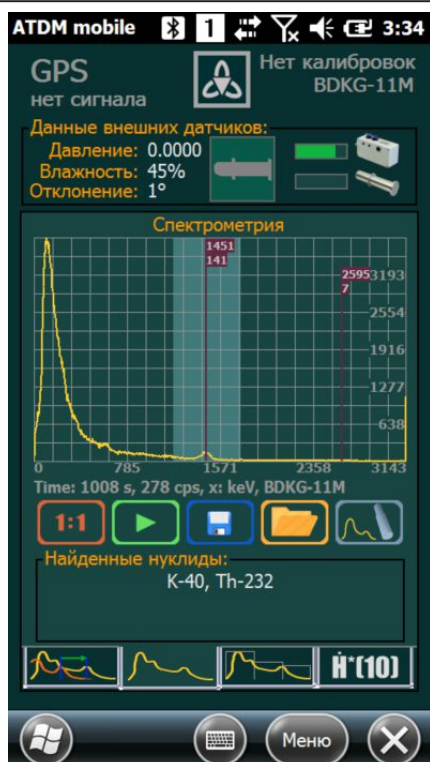 ATDM mobile 1 3:34
GPS
нет сигнала
Нет калибровок
BDKG-11M
Данные внешних датчиков:
Давление: 0.0000
Влажность: 45%
Отклонение: 1°
Спектрометрия
1451
141
2595
7
3193
2554
1916
1277
638
0 785 1571 2358 3143
Time: 1008 s, 278 cps, x: keV, BDKG-11M
1:1
Найденные нуклиды:
K-40, Th-232
Ḣ*(10)
Меню